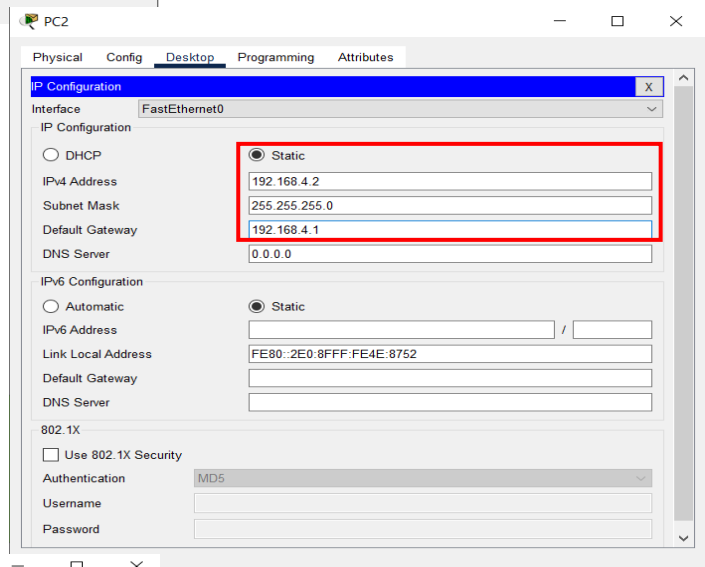 PC2
Physical Config Desktop Programming Attributes
IP Configuration X
Interface FastEthernet0
IP Configuration
DHCP Static
IPv4 Address 192.168.4.2
Subnet Mask 255.255.255.0
Default Gateway 192.168.4.1
DNS Server 0.0.0.0
IPv6 Configuration
Automatic Static
IPv6 Address /
Link Local Address FE80::2E0:8FFF:FE4E:8752
Default Gateway
DNS Server
802.1X
Use 802.1X Security
Authentication MD5
Username
Password